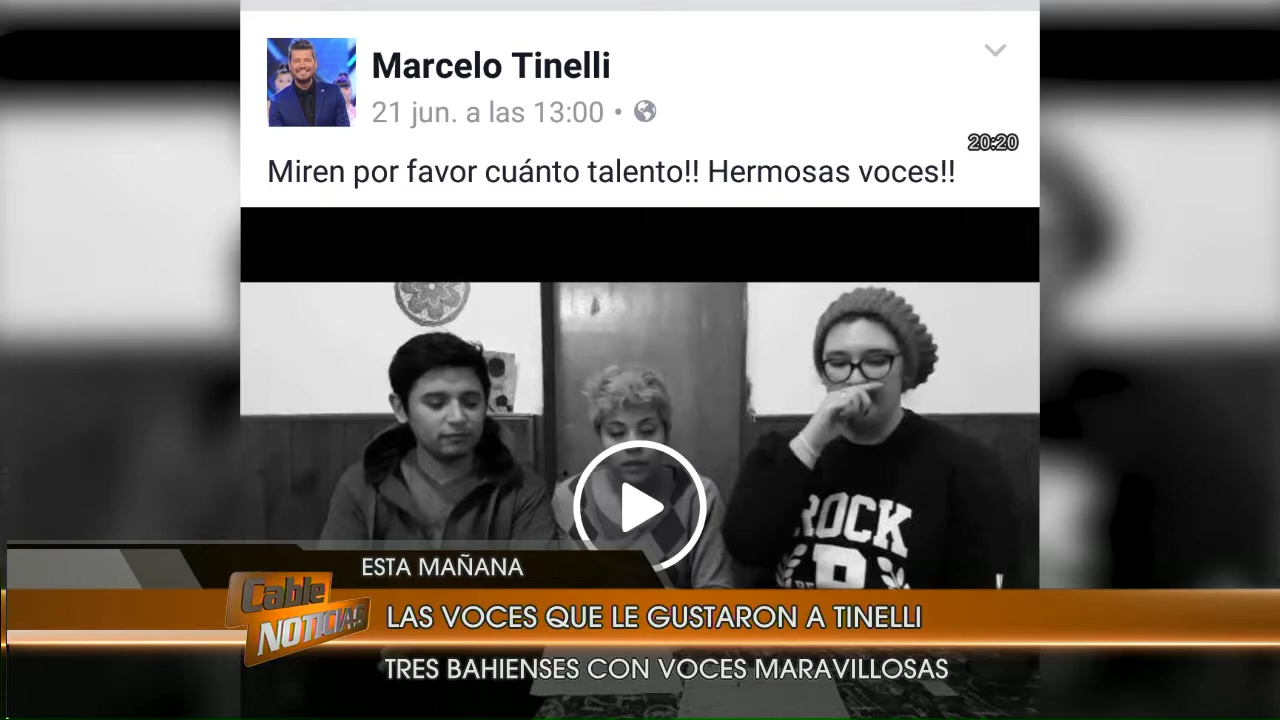 Marcelo Tinelli
21 jun. a las 13:00 •
20:20
Miren por favor cuánto talento!! Hermosas voces!!
ROCK
R
ESTA MAÑANA
Cable
NOTICIAS
LAS VOCES QUE LE GUSTARON A TINELLI
TRES BAHIENSES CON VOCES MARAVILLOSAS